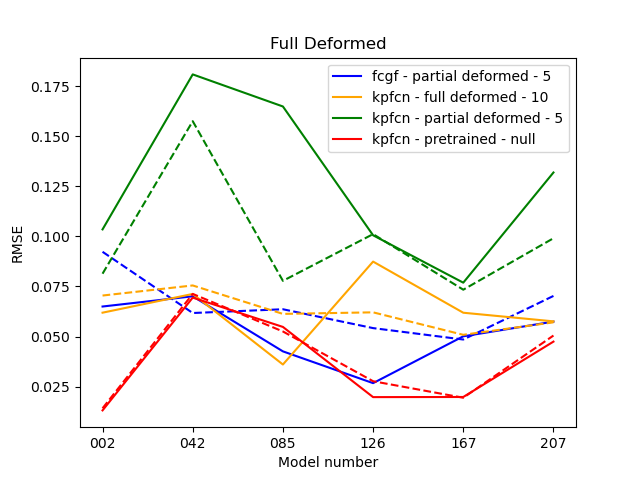 Full Deformed
fcgf - partial deformed - 5
kpfcn - full deformed - 10
kpfcn - partial deformed - 5
kpfcn - pretrained - null
RMSE
0.175
0.150
0.125
0.100
0.075
0.050
0.025
002 042 085 126 167 207
Model number